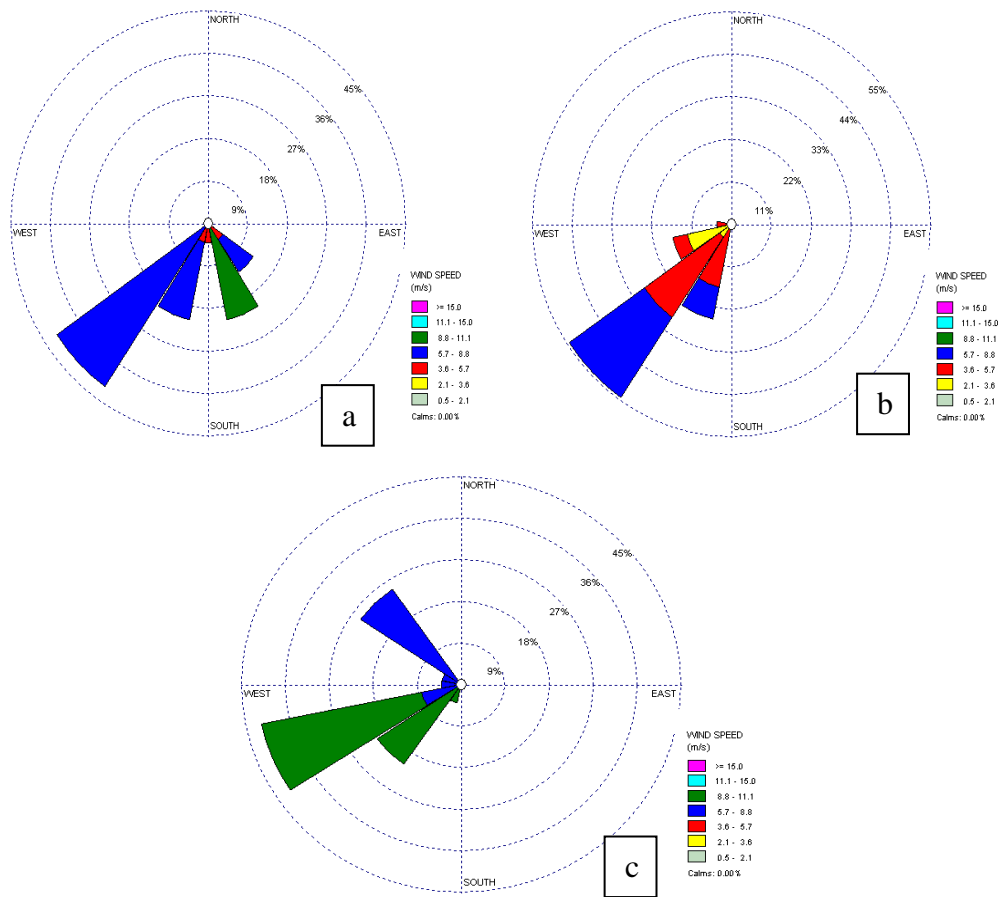 NORTH
45%
36%
27%
18%
9%
WEST
EAST
SOUTH
WIND SPEED
(m/s)
>= 15.0
11.1 - 15.0
8.8 - 11.1
5.7 - 8.8
3.6 - 5.7
2.1 - 3.6
0.5 - 2.1
Calms: 0.00%
a
NORTH
55%
44%
33%
22%
11%
WEST
EAST
SOUTH
WIND SPEED
(m/s)
>= 15.0
11.1 - 15.0
8.8 - 11.1
5.7 - 8.8
3.6 - 5.7
2.1 - 3.6
0.5 - 2.1
Calms: 0.00%
b
NORTH
45%
36%
27%
18%
9%
WEST
EAST
SOUTH
WIND SPEED
(m/s)
>= 15.0
11.1 - 15.0
8.8 - 11.1
5.7 - 8.8
3.6 - 5.7
2.1 - 3.6
0.5 - 2.1
Calms: 0.00%
c